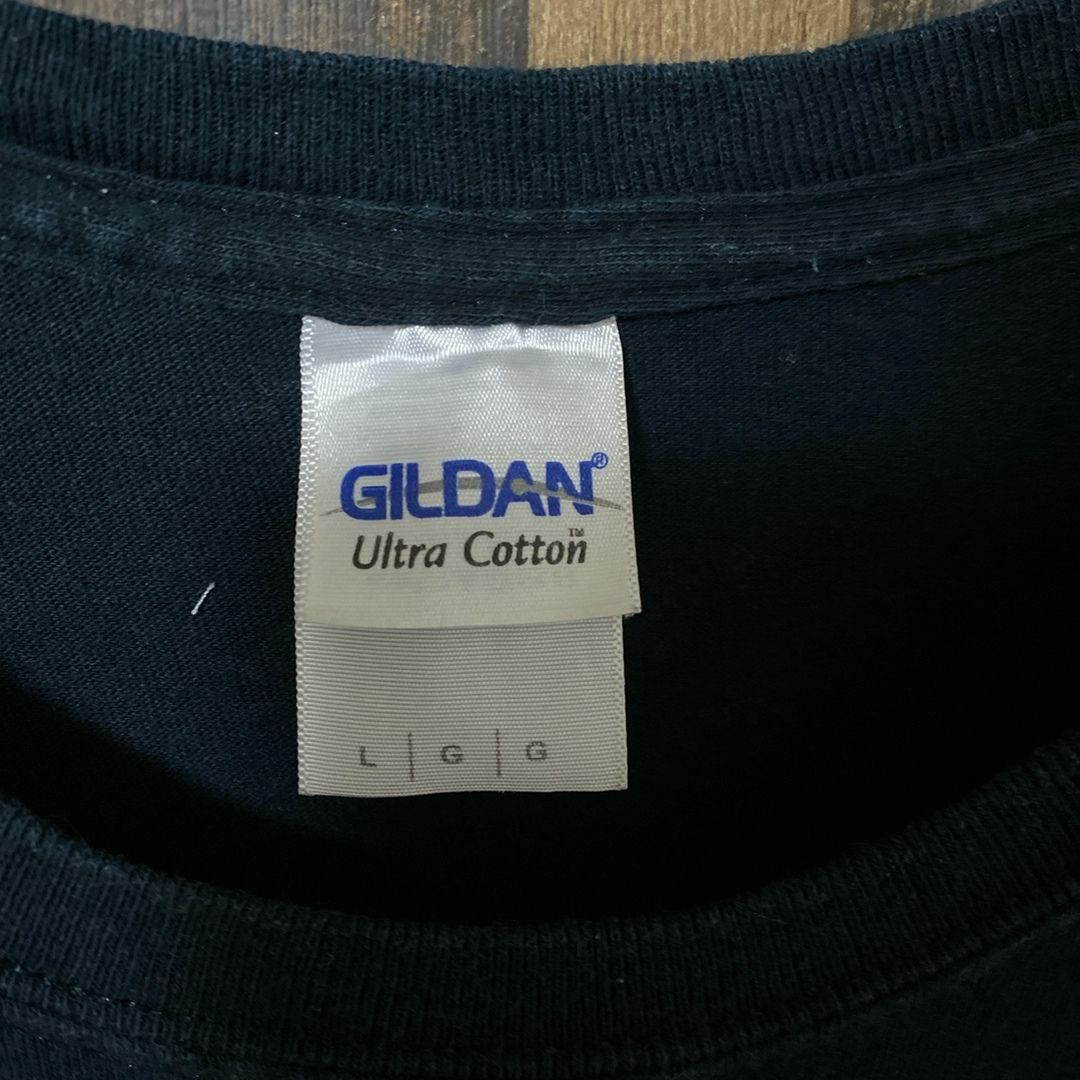 GILDAN®
Ultra Cotton™
L | G | G